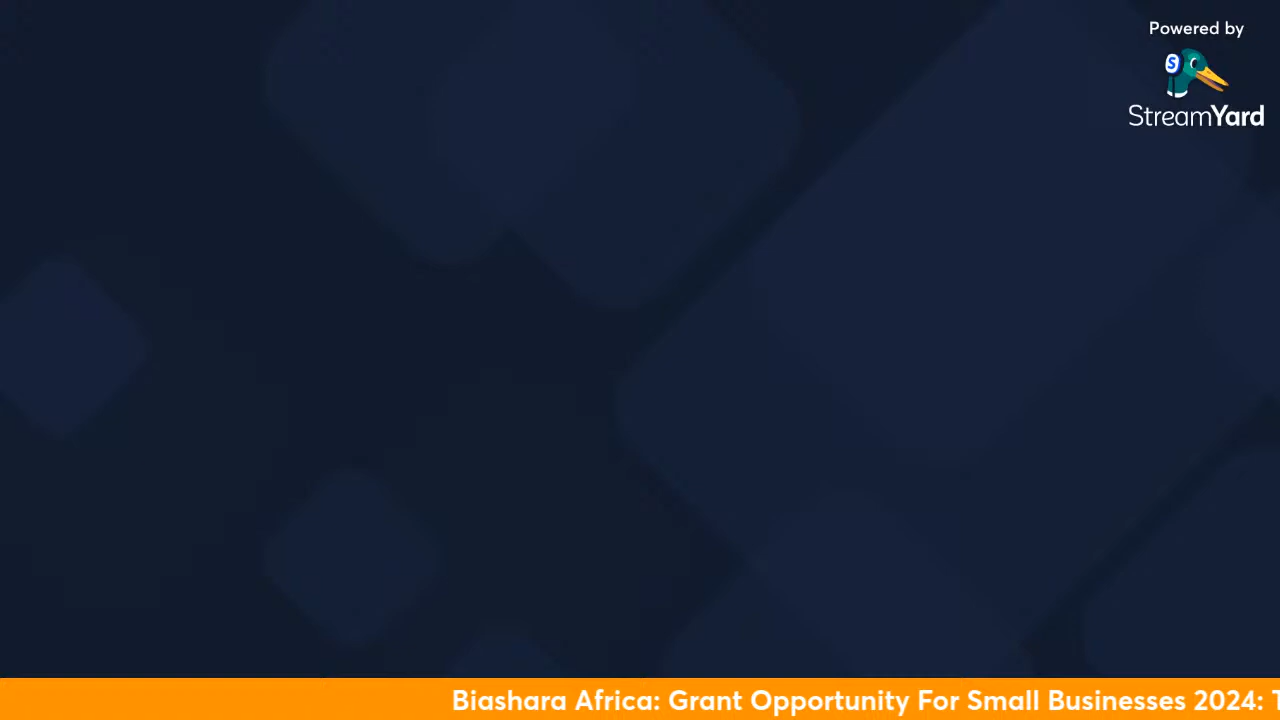 Powered by
S
StreamYard
Biashara Africa: Grant Opportunity For Small Businesses 2024: